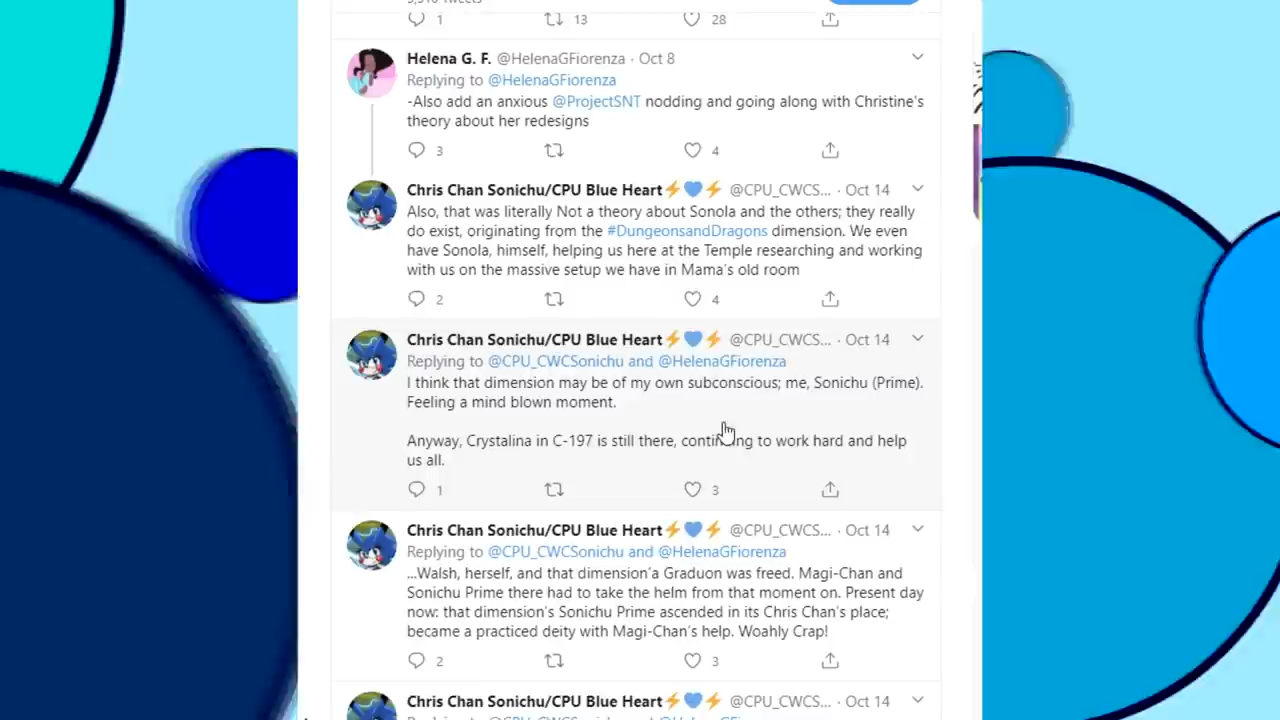 1 13 28
Helena G. F. @HelenaGFiorenza · Oct 8
Replying to @HelenaGFiorenza
-Also add an anxious @ProjectSNT nodding and going along with Christine's
theory about her redesigns
3 4
Chris Chan Sonichu/CPU Blue Heart⚡💙⚡ @CPU_CWCS... · Oct 14
Also, that was literally Not a theory about Sonola and the others; they really
do exist, originating from the #DungeonsandDragons dimension. We even
have Sonola, himself, helping us here at the Temple researching and working
with us on the massive setup we have in Mama's old room
2 4
Chris Chan Sonichu/CPU Blue Heart⚡💙⚡ @CPU_CWCS... · Oct 14
Replying to @CPU_CWCSonichu and @HelenaGFiorenza
I think that dimension may be of my own subconscious; me, Sonichu (Prime).
Feeling a mind blown moment.
Anyway, Crystalina in C-197 is still there, continuing to work hard and help
us all.
1 3
Chris Chan Sonichu/CPU Blue Heart⚡💙⚡ @CPU_CWCS... · Oct 14
Replying to @CPU_CWCSonichu and @HelenaGFiorenza
...Walsh, herself, and that dimension'a Graduon was freed. Magi-Chan and
Sonichu Prime there had to take the helm from that moment on. Present day
now: that dimension's Sonichu Prime ascended in its Chris Chan's place;
became a practiced deity with Magi-Chan's help. Woahly Crap!
2 3
Chris Chan Sonichu/CPU Blue Heart⚡💙⚡ @CPU_CWCS... · Oct 14